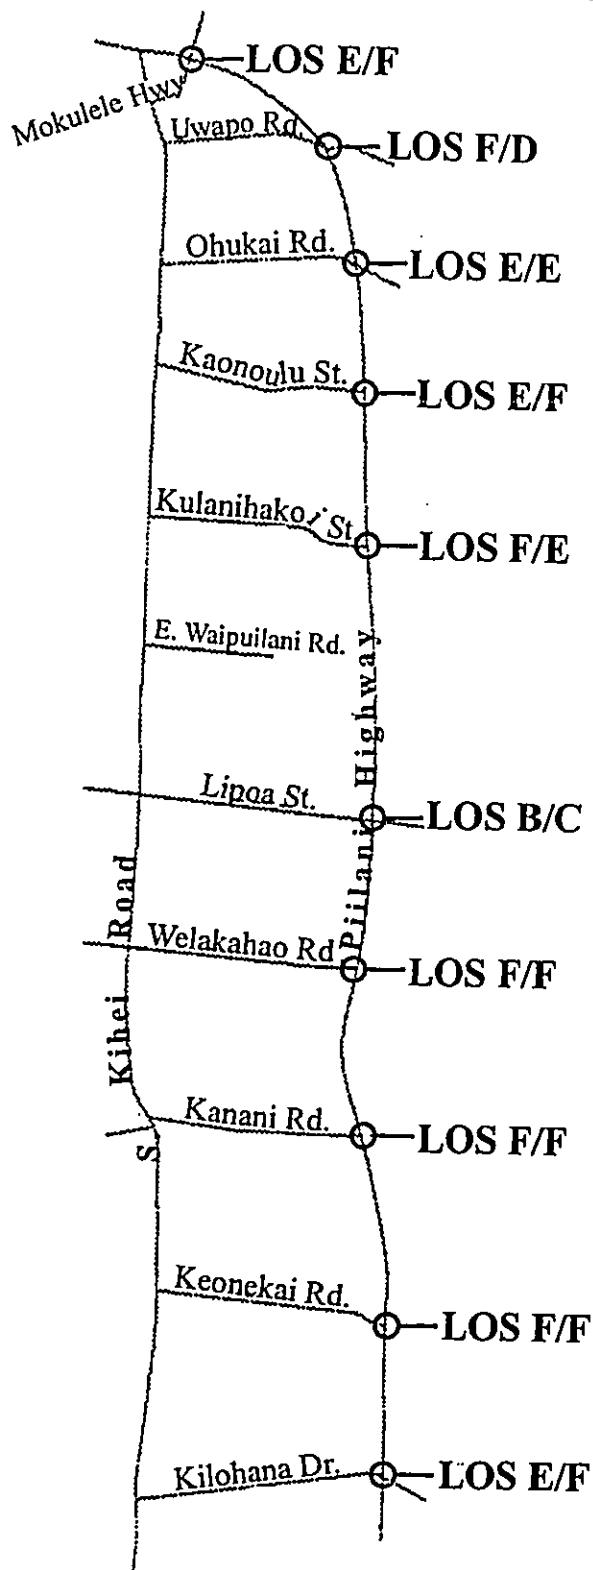 LOS E/F
Mokulele Hwy
Uwapo Rd.
LOS F/D
Ohukai Rd.
LOS E/E
Kaonoulu St.
LOS E/F
Kulanihakoi St
LOS F/E
E. Waipuilani Rd.
Piilani Highway
Lipoa St.
LOS B/C
S Kihei Road
Welakahao Rd
LOS F/F
Kanani Rd.
LOS F/F
Keonekai Rd.
LOS F/F
Kilohana Dr.
LOS E/F